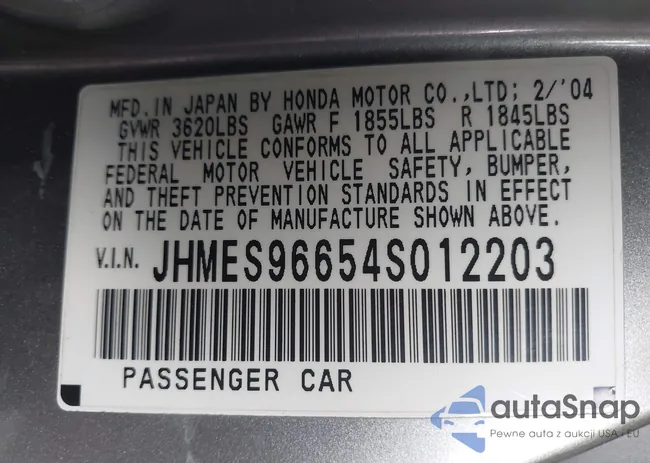 MFD. IN JAPAN BY HONDA MOTOR CO.,LTD; 2/'04
GVWR 3620LBS GAWR F 1855LBS R 1845LBS
THIS VEHICLE CONFORMS TO ALL APPLICABLE
FEDERAL MOTOR VEHICLE SAFETY, BUMPER,
AND THEFT PREVENTION STANDARDS IN EFFECT
ON THE DATE OF MANUFACTURE SHOWN ABOVE.
V.I.N. JHMES96654S012203
PASSENGER CAR
autaSnap
Pewne auta z aukcji USA i EU